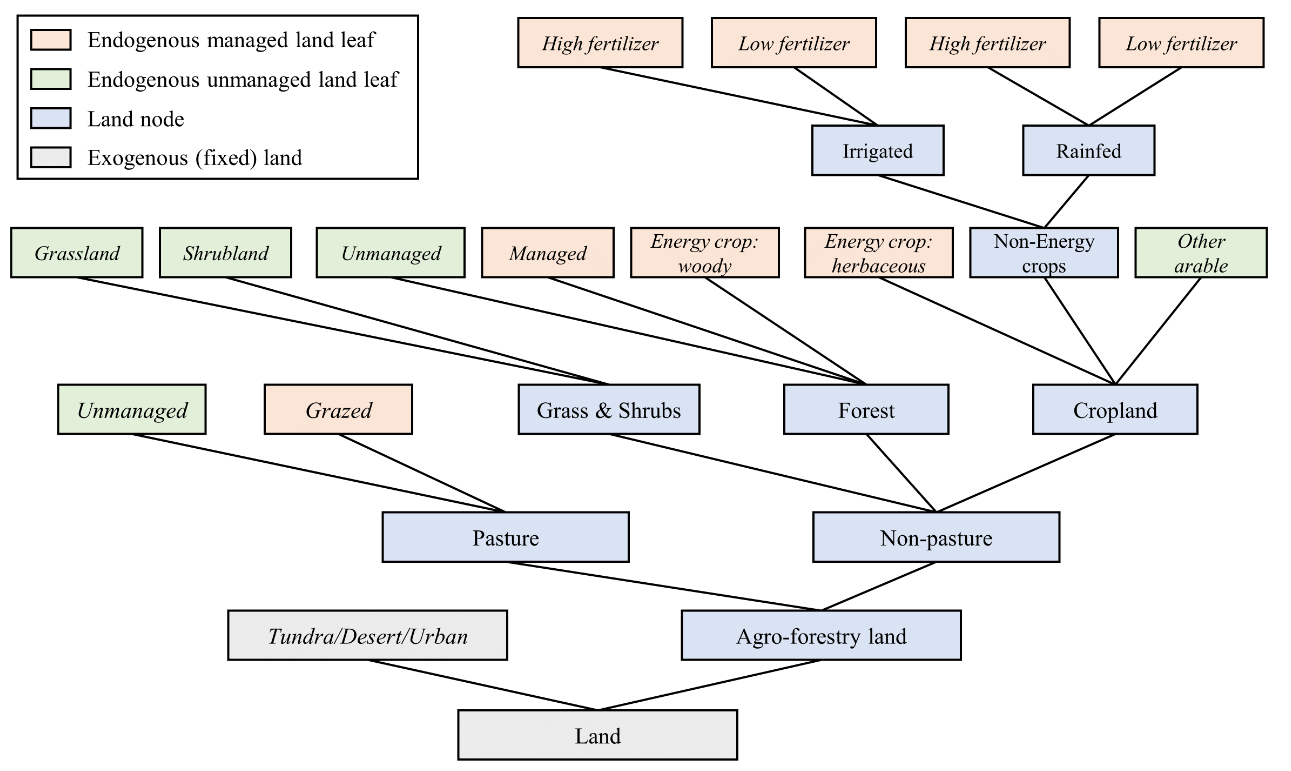 Endogenous managed land leaf
Endogenous unmanaged land leaf
Land node
Exogenous (fixed) land
High fertilizer
Low fertilizer
High fertilizer
Low fertilizer
Irrigated
Rainfed
Grassland
Shrubland
Unmanaged
Managed
Energy crop:
woody
Energy crop:
herbaceous
Non-Energy
crops
Other
arable
Unmanaged
Grazed
Grass & Shrubs
Forest
Cropland
Pasture
Non-pasture
Tundra/Desert/Urban
Agro-forestry land
Land